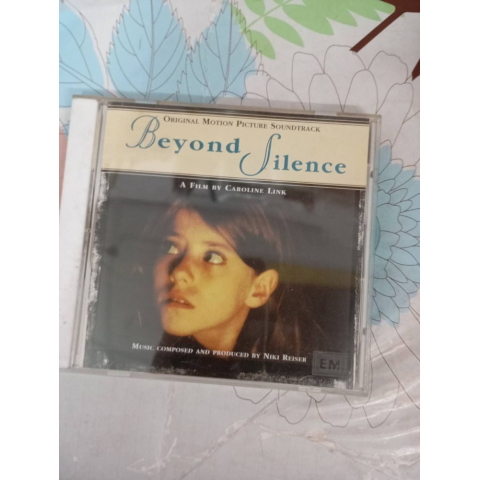 Original Motion Picture Soundtrack
Beyond Silence
A Film by Caroline Link
Music composed and produced by Niki Reiser
EM